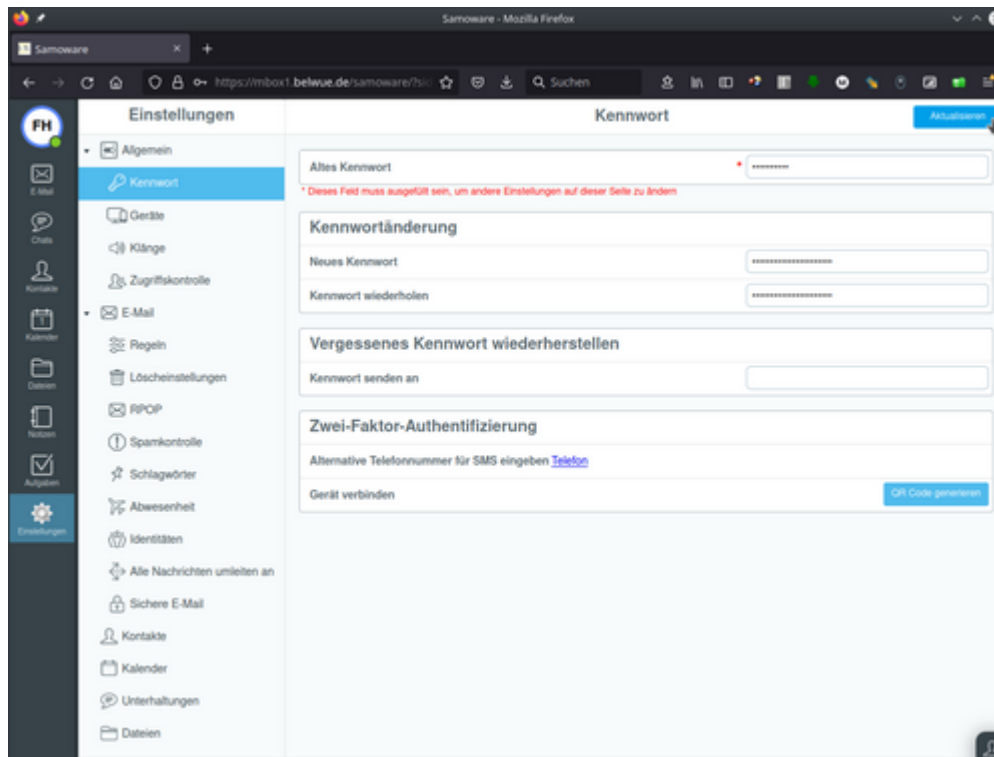 Samoware - Mozilla Firefox
Samoware
https://mbox1.belwue.de/samoware/?si
Suchen
FH
Einstellungen
Kennwort
Aktualisieren
E-Mail
Chats
Kontakte
Kalender
Dateien
Notizen
Aufgaben
Einstellungen
Allgemein
Kennwort
Geräte
Klänge
Zugriffskontrolle
E-Mail
Regeln
Löscheinstellungen
RPOP
Spamkontrolle
Schlagwörter
Abwesenheit
Identitäten
Alle Nachrichten umleiten an
Sichere E-Mail
Kontakte
Kalender
Unterhaltungen
Dateien
Altes Kennwort *
* Dieses Feld muss ausgefüllt sein, um andere Einstellungen auf dieser Seite zu ändern
Kennwortänderung
Neues Kennwort
Kennwort wiederholen
Vergessenes Kennwort wiederherstellen
Kennwort senden an
Zwei-Faktor-Authentifizierung
Alternative Telefonnummer für SMS eingeben Telefon
Gerät verbinden
QR Code generieren